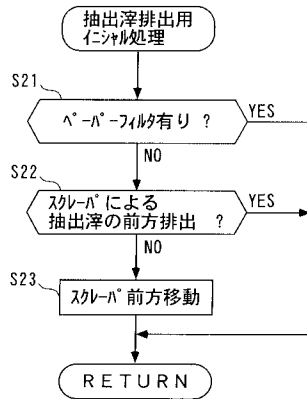 抽出滓排出用
ｲﾆｼｬﾙ処理
S21
ﾍﾟｰﾊﾟｰﾌｨﾙﾀ有り ?
YES
NO
S22
ｽｸﾚｰﾊﾟによる
抽出滓の前方排出 ?
YES
NO
S23
ｽｸﾚｰﾊﾟ前方移動
RETURN